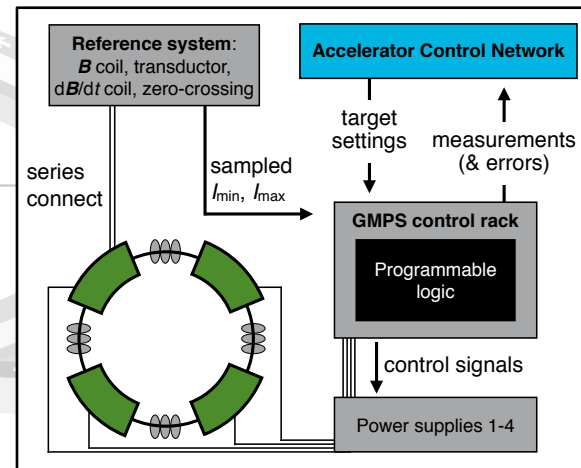 Reference system:
B coil, transductor,
dB/dt coil, zero-crossing
Accelerator Control Network
target
settings
measurements
(& errors)
series
connect
sampled
Imin, Imax
GMPS control rack
Programmable
logic
control signals
Power supplies 1-4